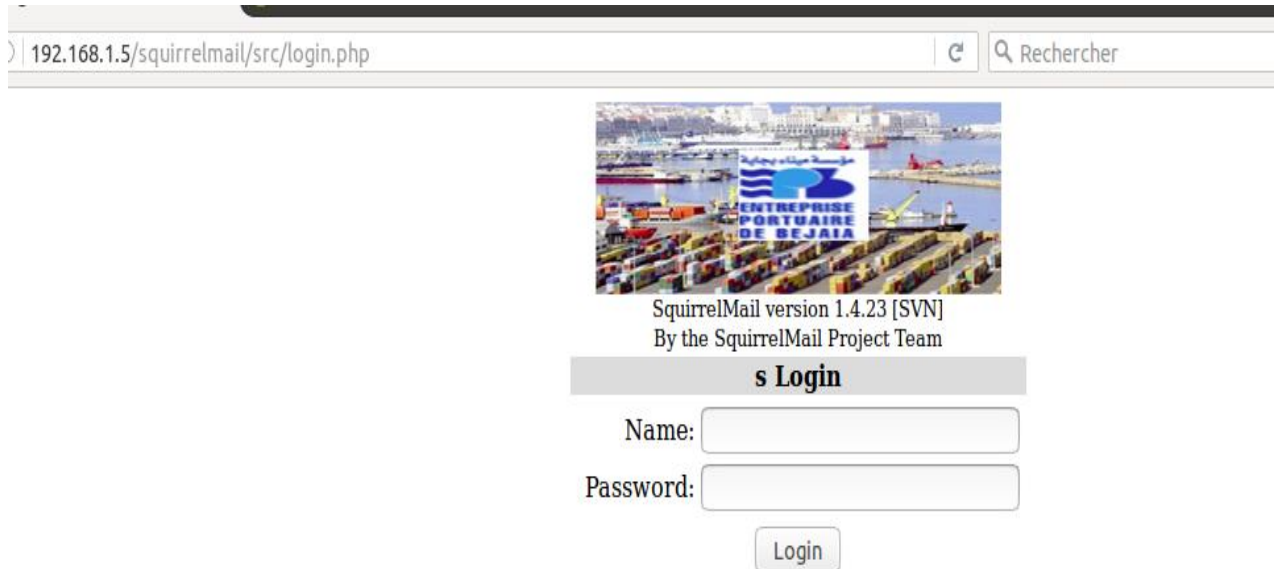 192.168.1.5/squirrelmail/src/login.php
Rechercher
مؤسسة ميناء بجاية
ENTREPRISE
PORTUAIRE
DE BEJAIA
SquirrelMail version 1.4.23 [SVN]
By the SquirrelMail Project Team
s Login
Name:
Password:
Login